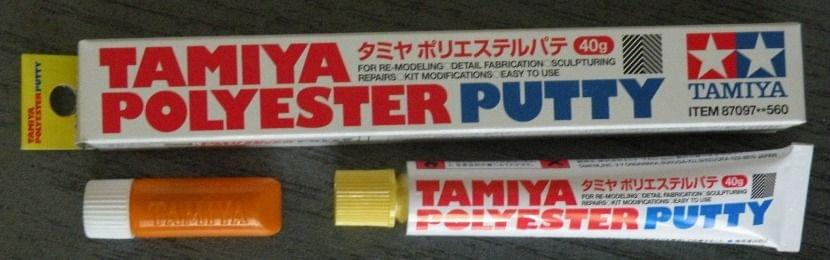 TAMIYA
POLYESTERPUTTY
TAMIYA タミヤ ポリエステルパテ 40g
FOR RE-MODELING□DETAIL FABRICATION□SCULPTURING
REPAIRS□KIT MODIFICATIONS□EASY TO USE
POLYESTER PUTTY
TAMIYA
ITEM 87097**560
TAMIYA タミヤ ポリエステルパテ 40g
FOR RE-MODELING□DETAIL FABRICATION□SCULPTURING
REPAIRS□KIT MODIFICATIONS□EASY TO USE
POLYESTER PUTTY